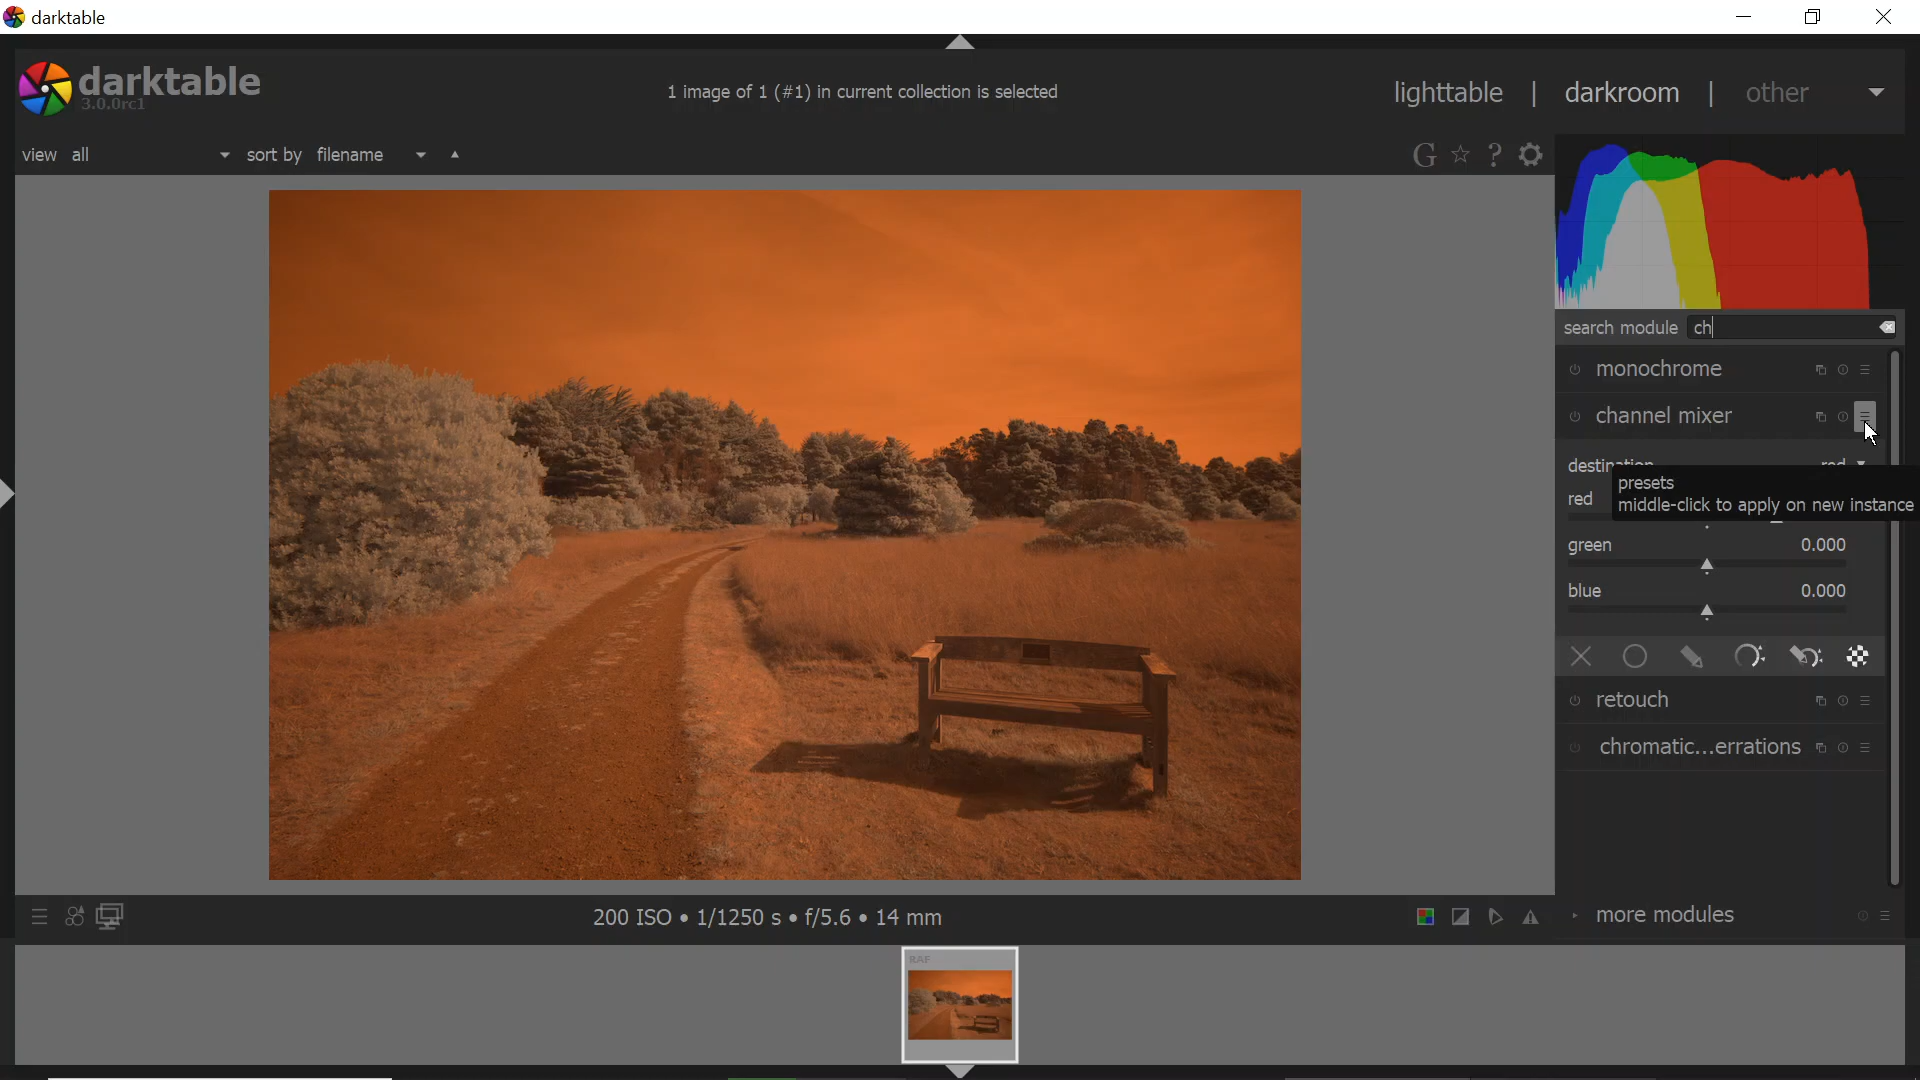 darktable
darktable
3.0.0rc1
1 image of 1 (#1) in current collection is selected
lighttable | darkroom | other
view all sort by filename
G ?
search module ch
monochrome
channel mixer
presets
middle-click to apply on new instance
red
green 0.000
blue 0.000
retouch
chromatic...errations
200 ISO • 1/1250 s • f/5.6 • 14 mm
more modules
RAF